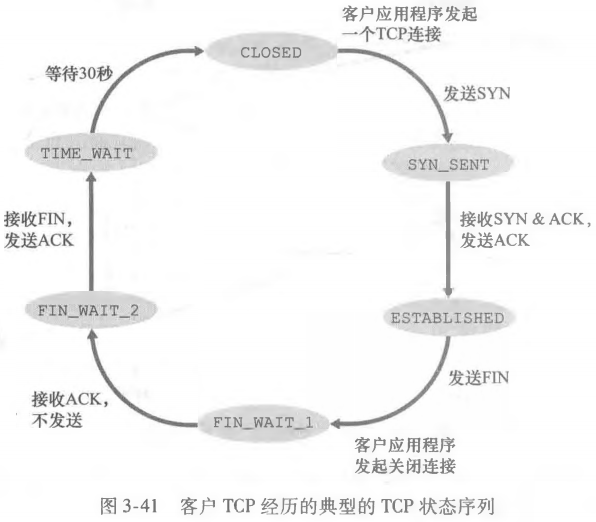 客户应用程序发起
一个TCP连接
CLOSED
等待30秒
发送SYN
TIME_WAIT
SYN_SENT
接收FIN，
发送ACK
接收SYN & ACK，
发送ACK
FIN_WAIT_2
ESTABLISHED
发送FIN
接收ACK，
不发送
FIN_WAIT_1
客户应用程序
发起关闭连接
图 3-41 客户 TCP 经历的典型的 TCP 状态序列